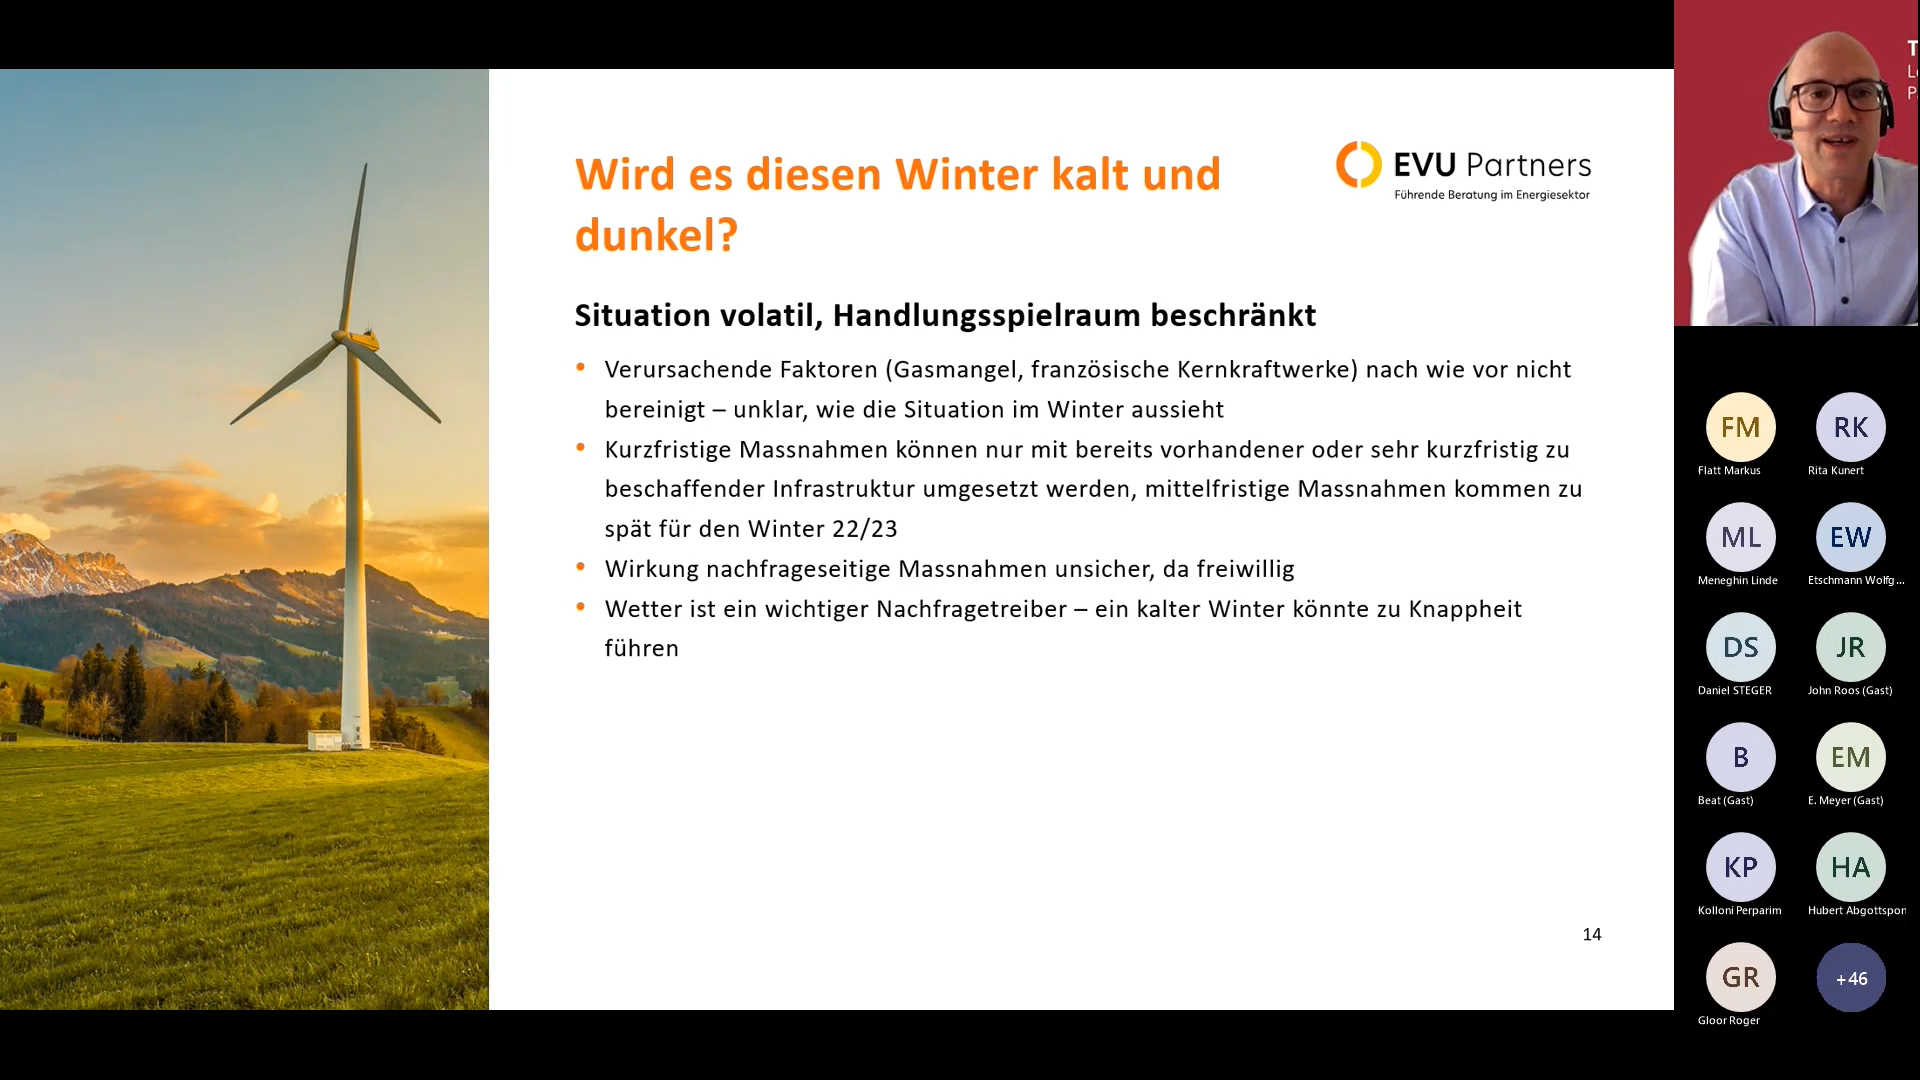 Wird es diesen Winter kalt und
dunkel?
EVU Partners
Führende Beratung im Energiesektor
Situation volatil, Handlungsspielraum beschränkt
• Verursachende Faktoren (Gasmangel, französische Kernkraftwerke) nach wie vor nicht
bereinigt – unklar, wie die Situation im Winter aussieht
• Kurzfristige Massnahmen können nur mit bereits vorhandener oder sehr kurzfristig zu
beschaffender Infrastruktur umgesetzt werden, mittelfristige Massnahmen kommen zu
spät für den Winter 22/23
• Wirkung nachfrageseitige Massnahmen unsicher, da freiwillig
• Wetter ist ein wichtiger Nachfragetreiber – ein kalter Winter könnte zu Knappheit
führen
14
FM RK
Flatt Markus Rita Kunert
ML EW
Meneghin Linde Etschmann Wolfg...
DS JR
Daniel STEGER John Roos (Gast)
B EM
Beat (Gast) E. Meyer (Gast)
KP HA
Kolloni Perparim Hubert Abgottspon
GR +46
Gloor Roger